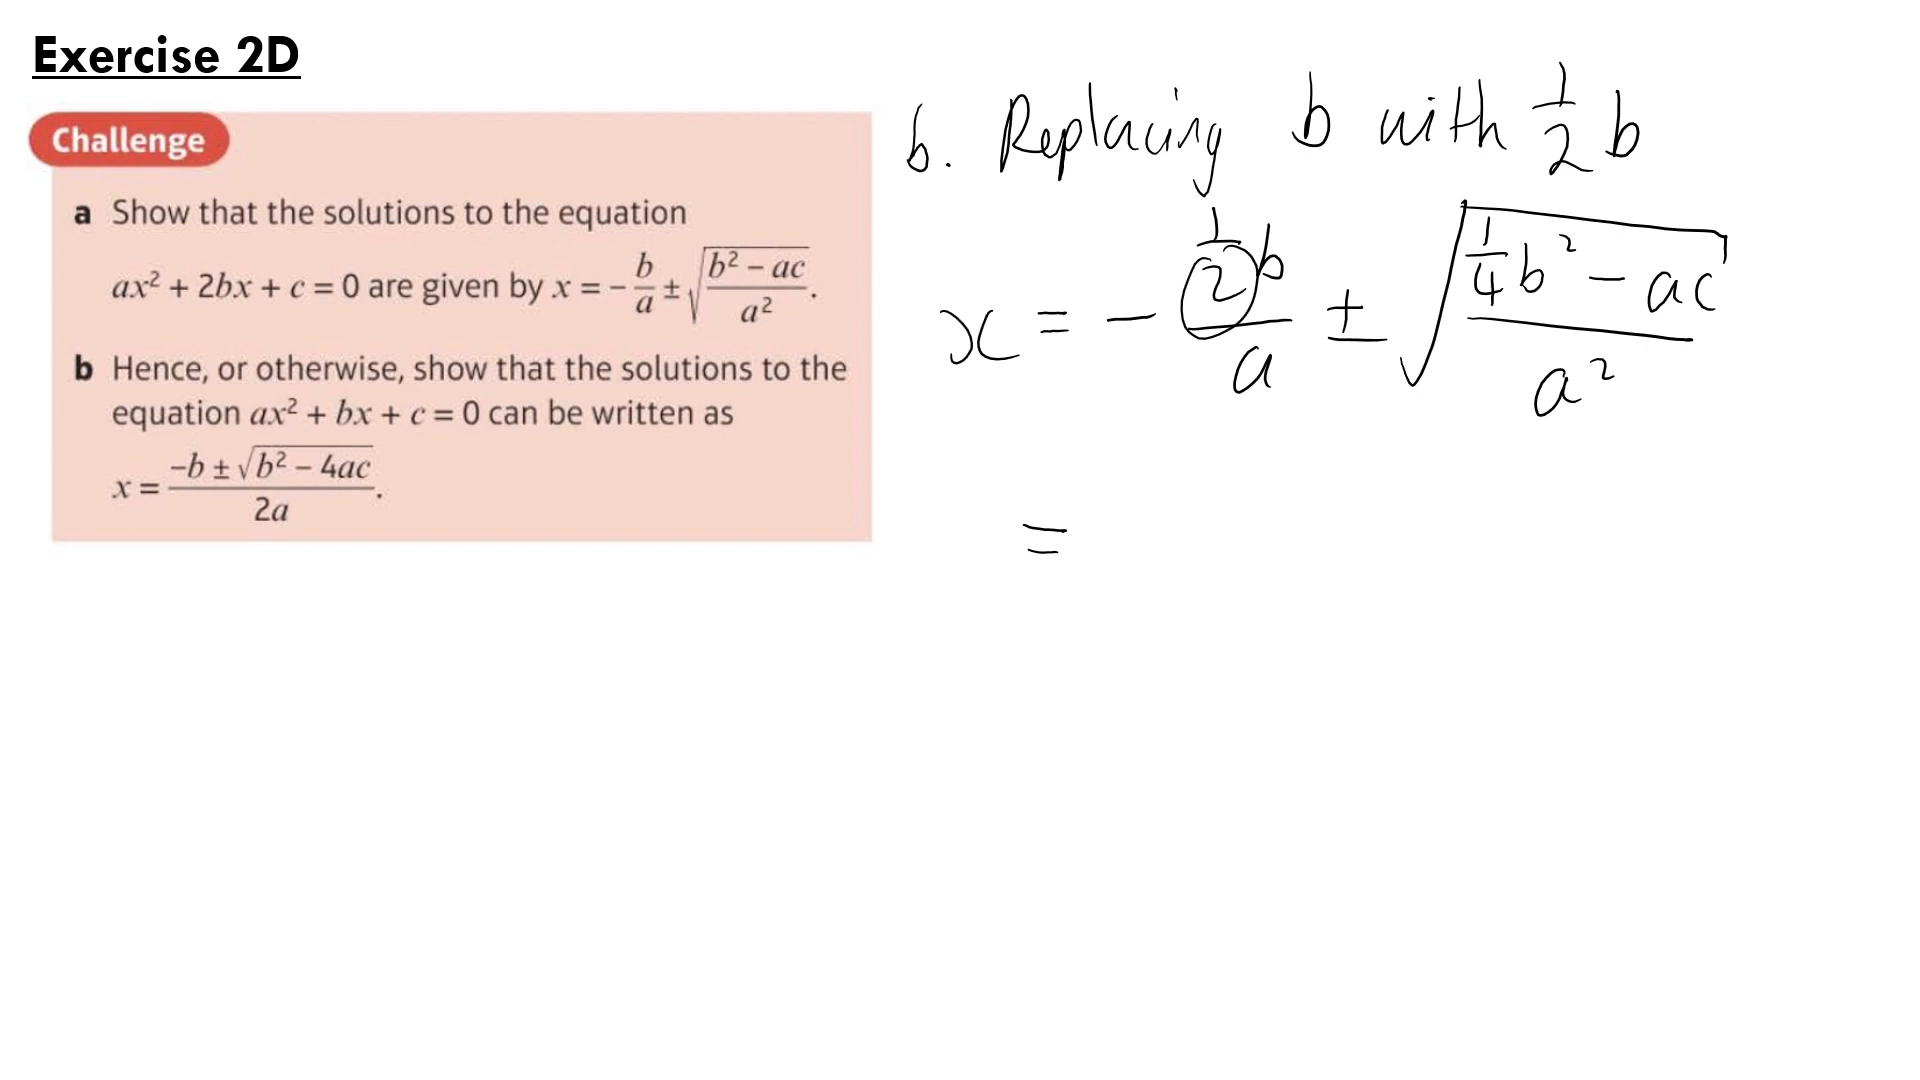 Exercise 2D
Challenge
a Show that the solutions to the equation
ax² + 2bx + c = 0 are given by x = −b/a ± √((b² − ac)/a²).
b Hence, or otherwise, show that the solutions to the
equation ax² + bx + c = 0 can be written as
x = (−b ± √(b² − 4ac))/2a.
b. Replacing b with ½ b
x = − (½b)/a ± √((¼b² − ac)/a²)
=